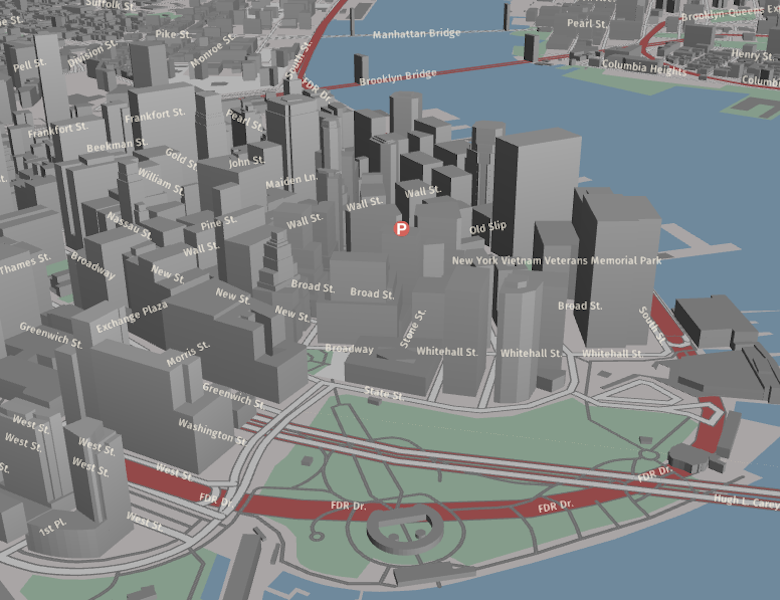 Suffolk St.
Pearl St.
Brooklyn-Queens Ex
Pike St.
Manhattan Bridge
Division St.
Monroe St.
Henry St.
Pell St.
South St.
Columbia Heights
Brooklyn Bridge
FDR Dr.
Frankfort St.
Pearl St.
Frankfort St.
Beekman St.
Gold St.
John St.
William St.
Maiden Ln.
Wall St.
Wall St.
P
Nassau St.
Pine St.
Wall St.
Old Slip
Wall St.
Thames St.
Broadway
New St.
New York Vietnam Veterans Memorial Park
Broad St.
Broad St.
New St.
Broad St.
Exchange Plaza
New St.
Stone St.
South St.
Greenwich St.
Morris St.
Broadway
Whitehall St.
Whitehall St.
Whitehall St.
Greenwich St.
State St.
West St.
Washington St.
West St.
West St.
West St.
West St.
FDR Dr.
FDR Dr.
FDR Dr.
FDR Dr.
Hugh L. Carey
1st Pl.
West St.